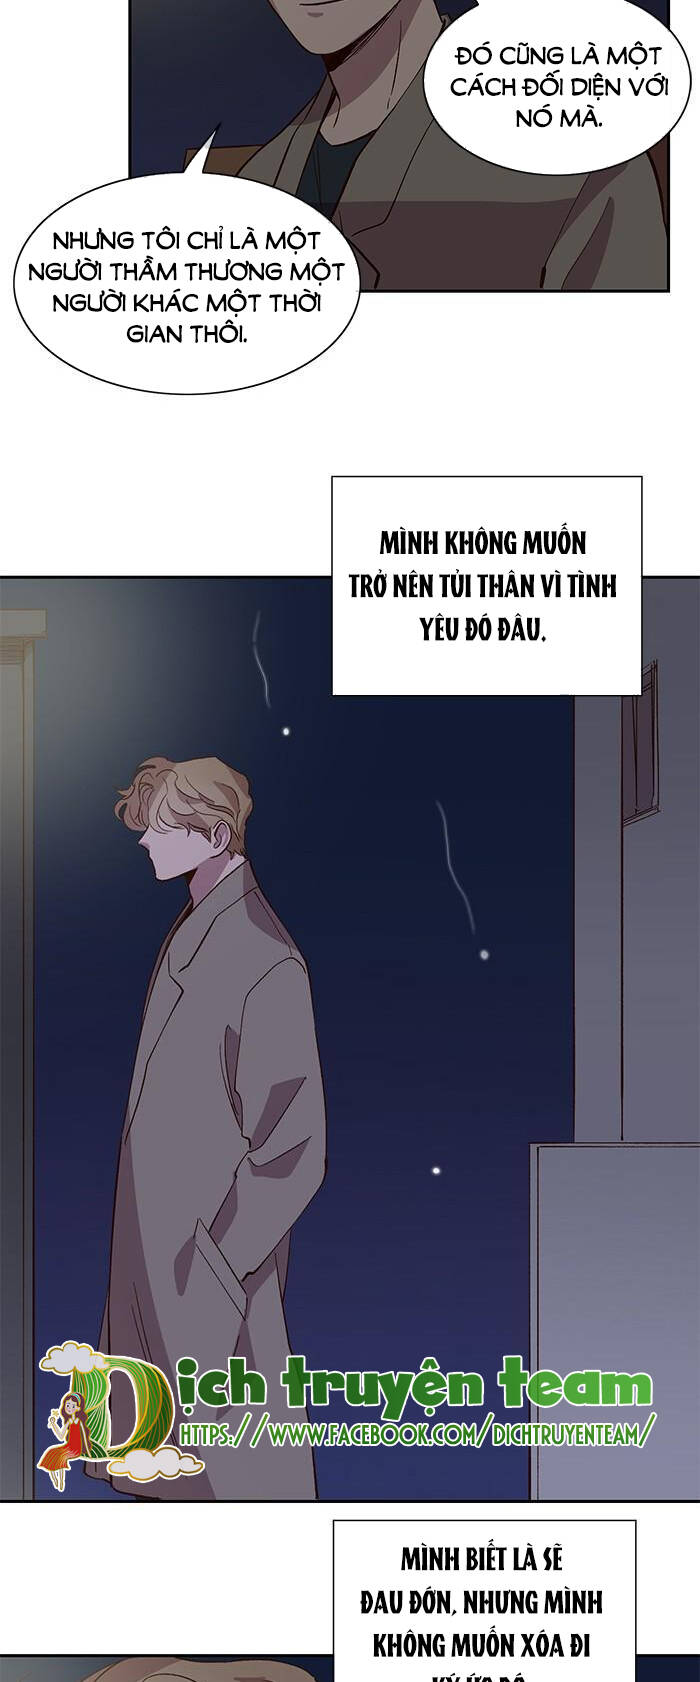 ĐÓ CŨNG LÀ MỘT
CÁCH ĐỐI DIỆN VỚI
NÓ MÀ.
NHƯNG TÔI CHỈ LÀ MỘT
NGƯỜI THẦM THƯƠNG MỘT
NGƯỜI KHÁC MỘT THỜI
GIAN THÔI.
MÌNH KHÔNG MUỐN
TRỞ NÊN TỦI THÂN VÌ TÌNH
YÊU ĐÓ ĐÂU.
Dịch truyện team
HTTPS://WWW.FACEBOOK.COM/DICHTRUYENTEAM/
MÌNH BIẾT LÀ SẼ
ĐAU ĐỚN, NHƯNG MÌNH
KHÔNG MUỐN XÓA ĐI